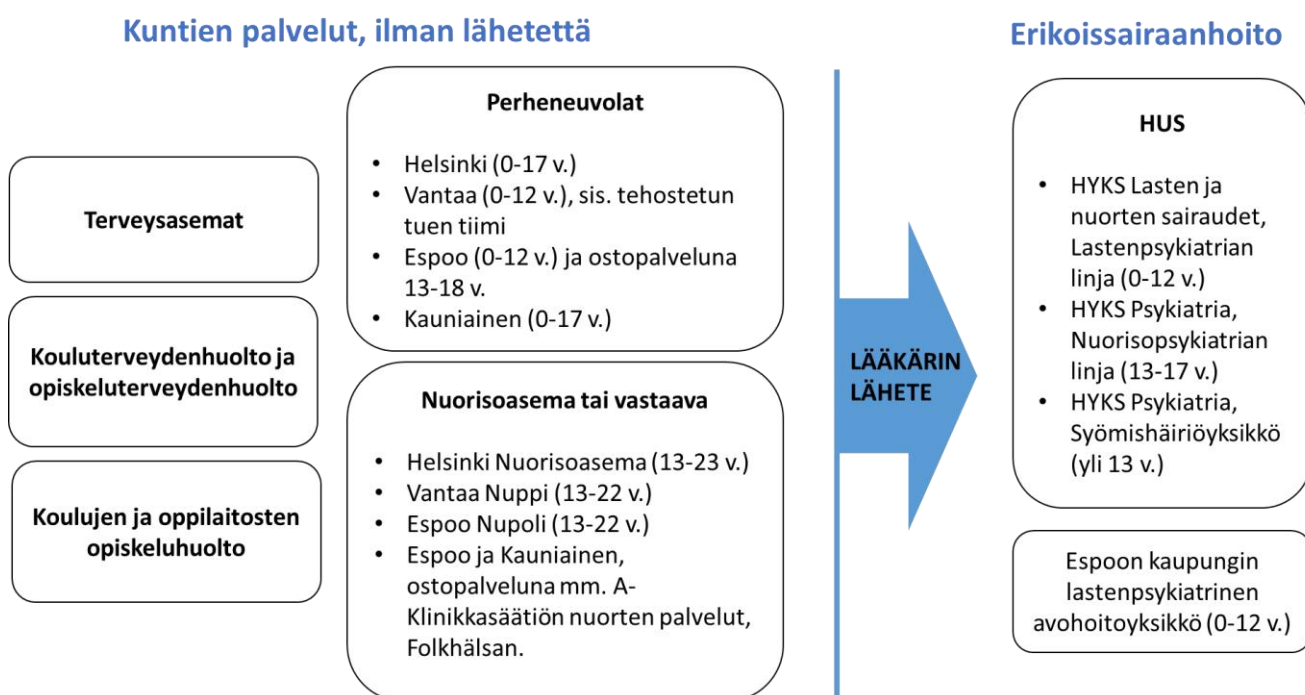 Kuntien palvelut, ilman lähetettä
Terveysasemat
Kouluterveydenhuolto ja
opiskeluterveydenhuolto
Koulujen ja oppilaitosten
opiskeluhuolto
Perheneuvolat
• Helsinki (0-17 v.)
• Vantaa (0-12 v.), sis. tehostetun
tuen tiimi
• Espoo (0-12 v.) ja ostopalveluna
13-18 v.
• Kauniainen (0-17 v.)
Nuorisoasema tai vastaava
• Helsinki Nuorisoasema (13-23 v.)
• Vantaa Nuppi (13-22 v.)
• Espoo Nupoli (13-22 v.)
• Espoo ja Kauniainen,
ostopalveluna mm. A-
Klinikkasäätiön nuorten palvelut,
Folkhälsan.
LÄÄKÄRIN
LÄHETE
Erikoissairaanhoito
HUS
• HYKS Lasten ja
nuorten sairaudet,
Lastenpsykiatrian
linja (0-12 v.)
• HYKS Psykiatria,
Nuorisopsykiatrian
linja (13-17 v.)
• HYKS Psykiatria,
Syömishäiriöyksikkö
(yli 13 v.)
Espoon kaupungin
lastenpsykiatrinen
avohoitoyksikkö (0-12 v.)